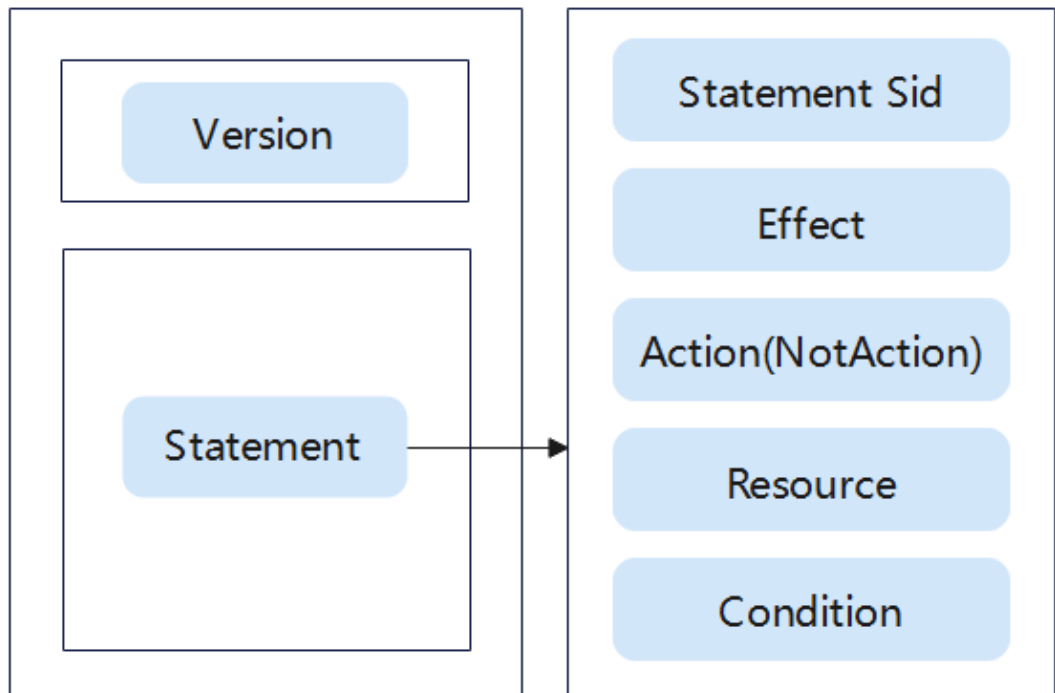 Version
Statement
Statement Sid
Effect
Action(NotAction)
Resource
Condition